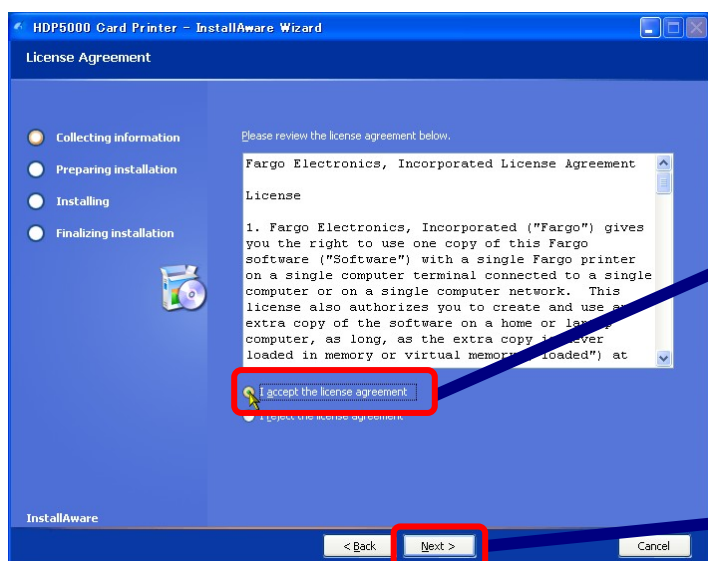 HDP5000 Card Printer - InstallAware Wizard
License Agreement
Collecting information
Preparing installation
Installing
Finalizing installation
Please review the license agreement below.
Fargo Electronics, Incorporated License Agreement
License
1. Fargo Electronics, Incorporated ("Fargo") gives
you the right to use one copy of this Fargo
software ("Software") with a single Fargo printer
on a single computer terminal connected to a single
computer or on a single computer network. This
license also authorizes you to create and use an
extra copy of the software on a home or laptop
computer, as long, as the extra copy is never
loaded in memory or virtual memory loaded") at
I accept the license agreement
I reject the license agreement
InstallAware
< Back
Next >
Cancel